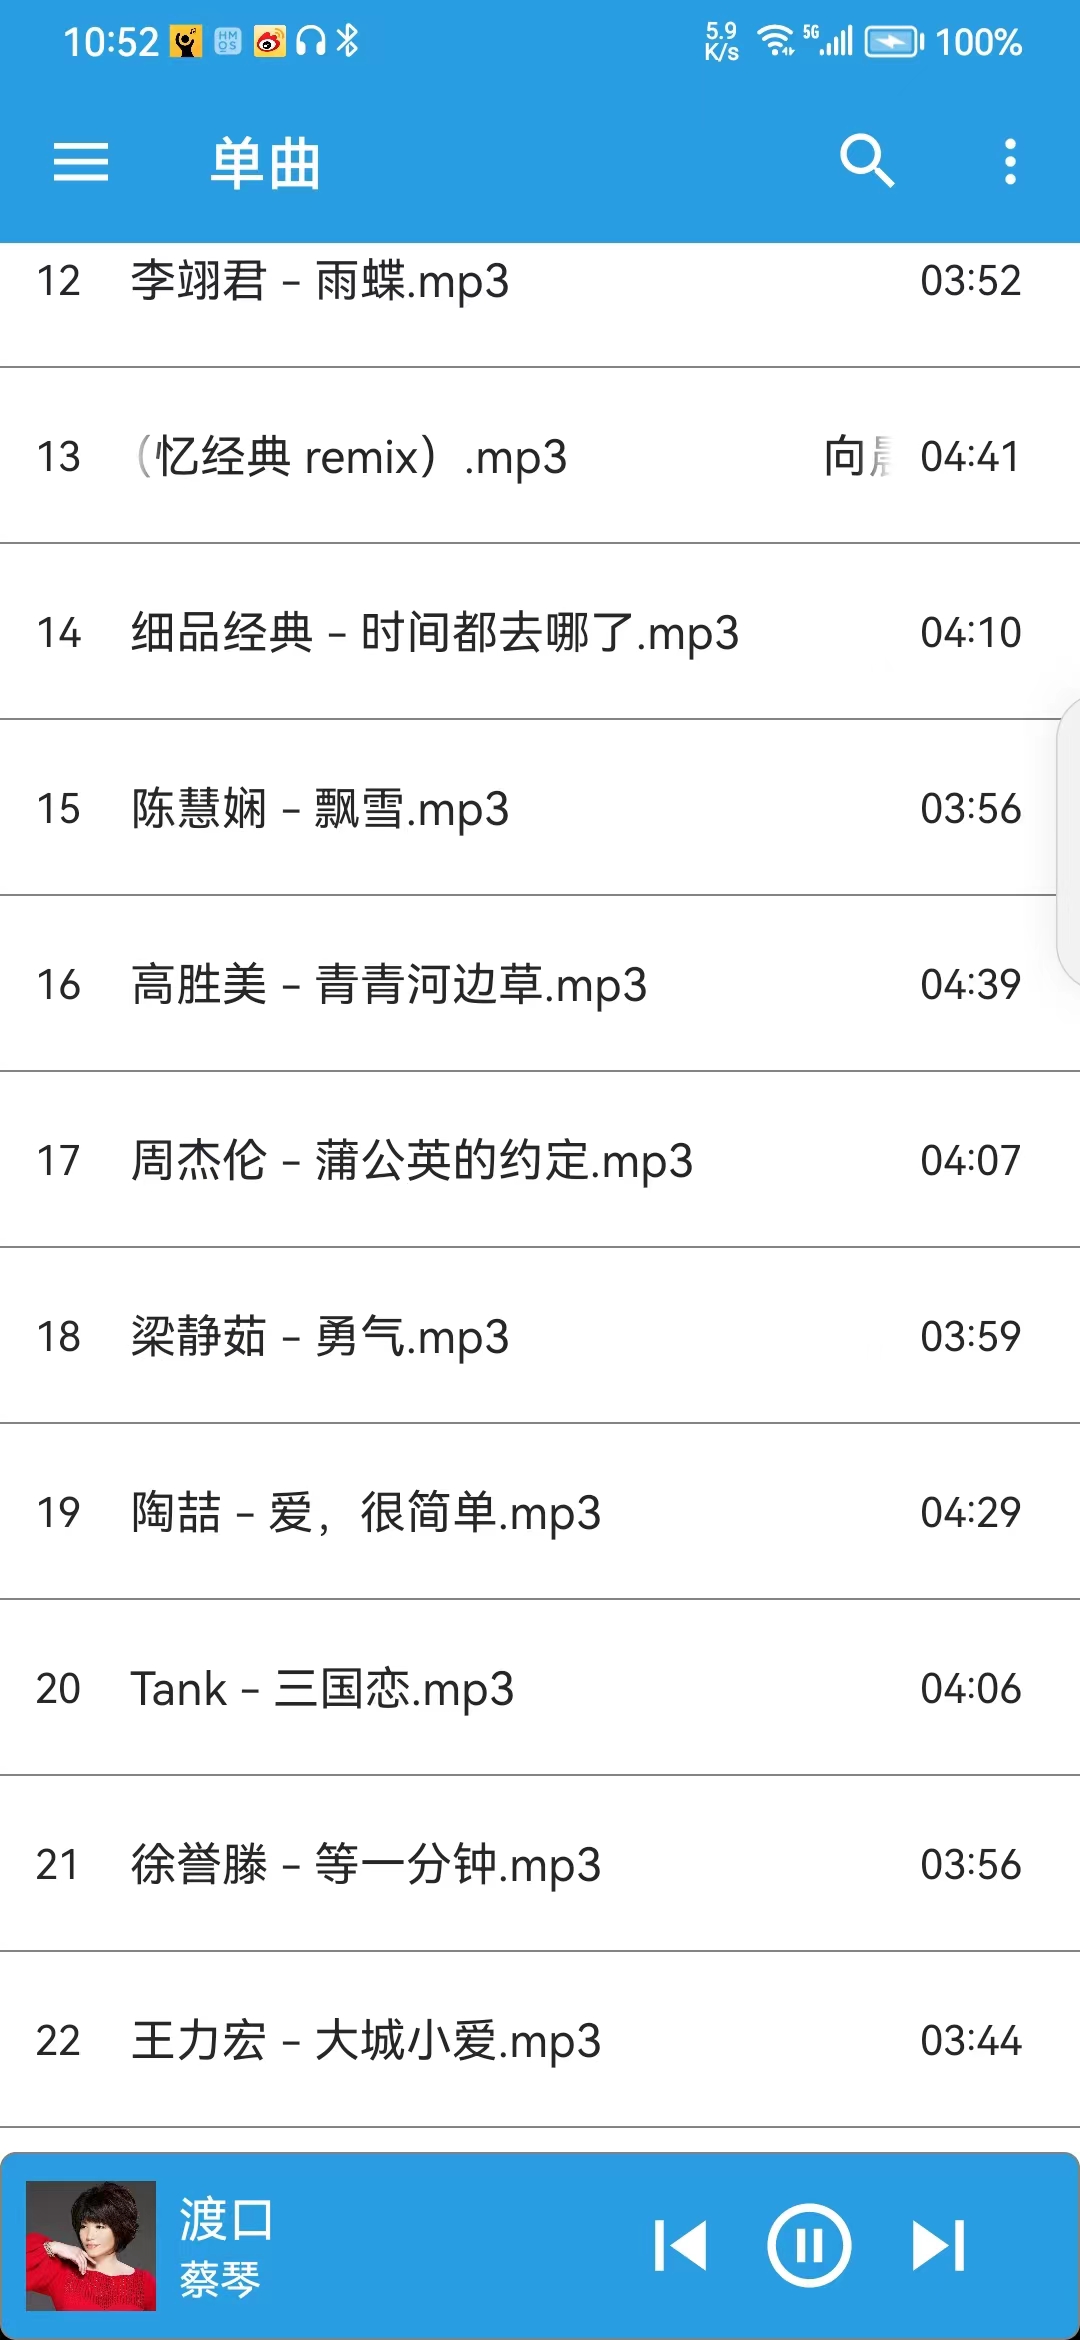 10:52 HM OS 5.9 K/s 5G 100%
单曲
12 李翊君 - 雨蝶.mp3 03:52
13 （忆经典 remix）.mp3 向晨 04:41
14 细品经典 - 时间都去哪了.mp3 04:10
15 陈慧娴 - 飘雪.mp3 03:56
16 高胜美 - 青青河边草.mp3 04:39
17 周杰伦 - 蒲公英的约定.mp3 04:07
18 梁静茹 - 勇气.mp3 03:59
19 陶喆 - 爱，很简单.mp3 04:29
20 Tank - 三国恋.mp3 04:06
21 徐誉滕 - 等一分钟.mp3 03:56
22 王力宏 - 大城小爱.mp3 03:44
渡口
蔡琴